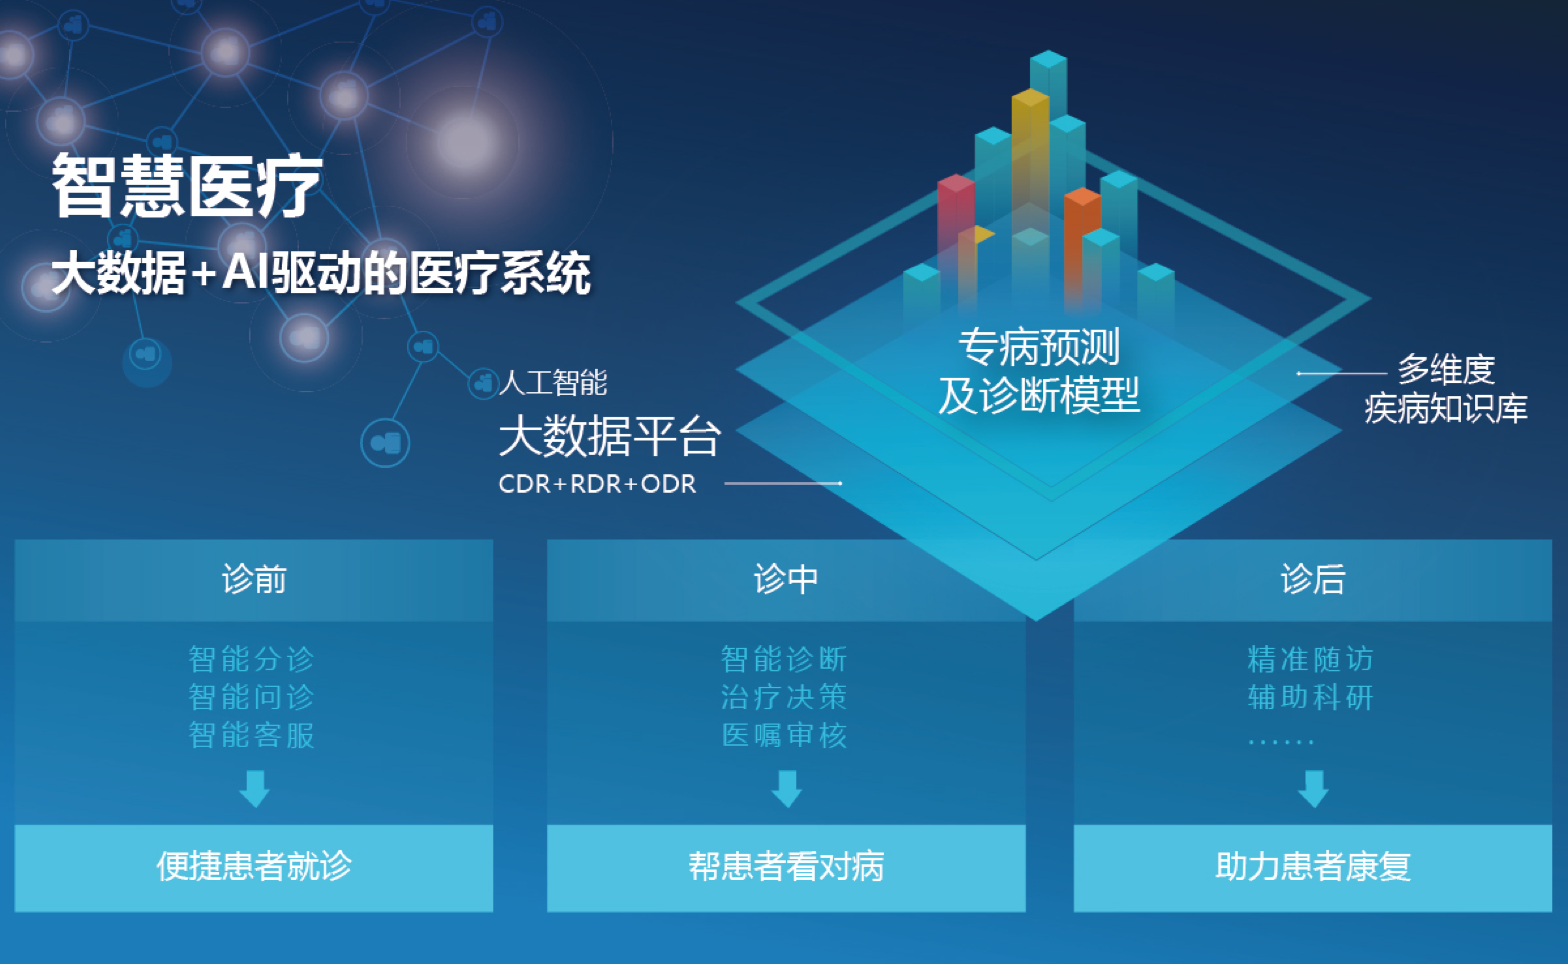 智慧医疗
大数据+AI驱动的医疗系统
人工智能
大数据平台
CDR+RDR+ODR
专病预测
及诊断模型
多维度
疾病知识库
诊前
智能分诊
智能问诊
智能客服
便捷患者就诊
诊中
智能诊断
治疗决策
医嘱审核
帮患者看对病
诊后
精准随访
辅助科研
······
助力患者康复